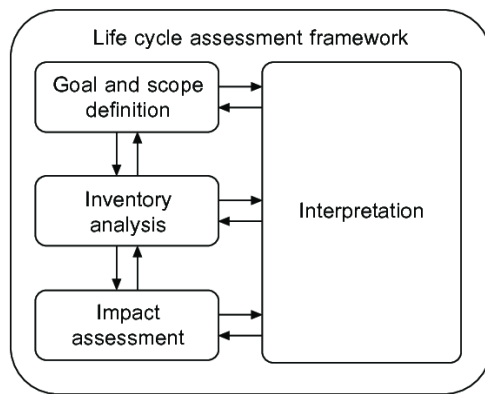 Life cycle assessment framework
Goal and scope
definition
Inventory
analysis
Interpretation
Impact
assessment